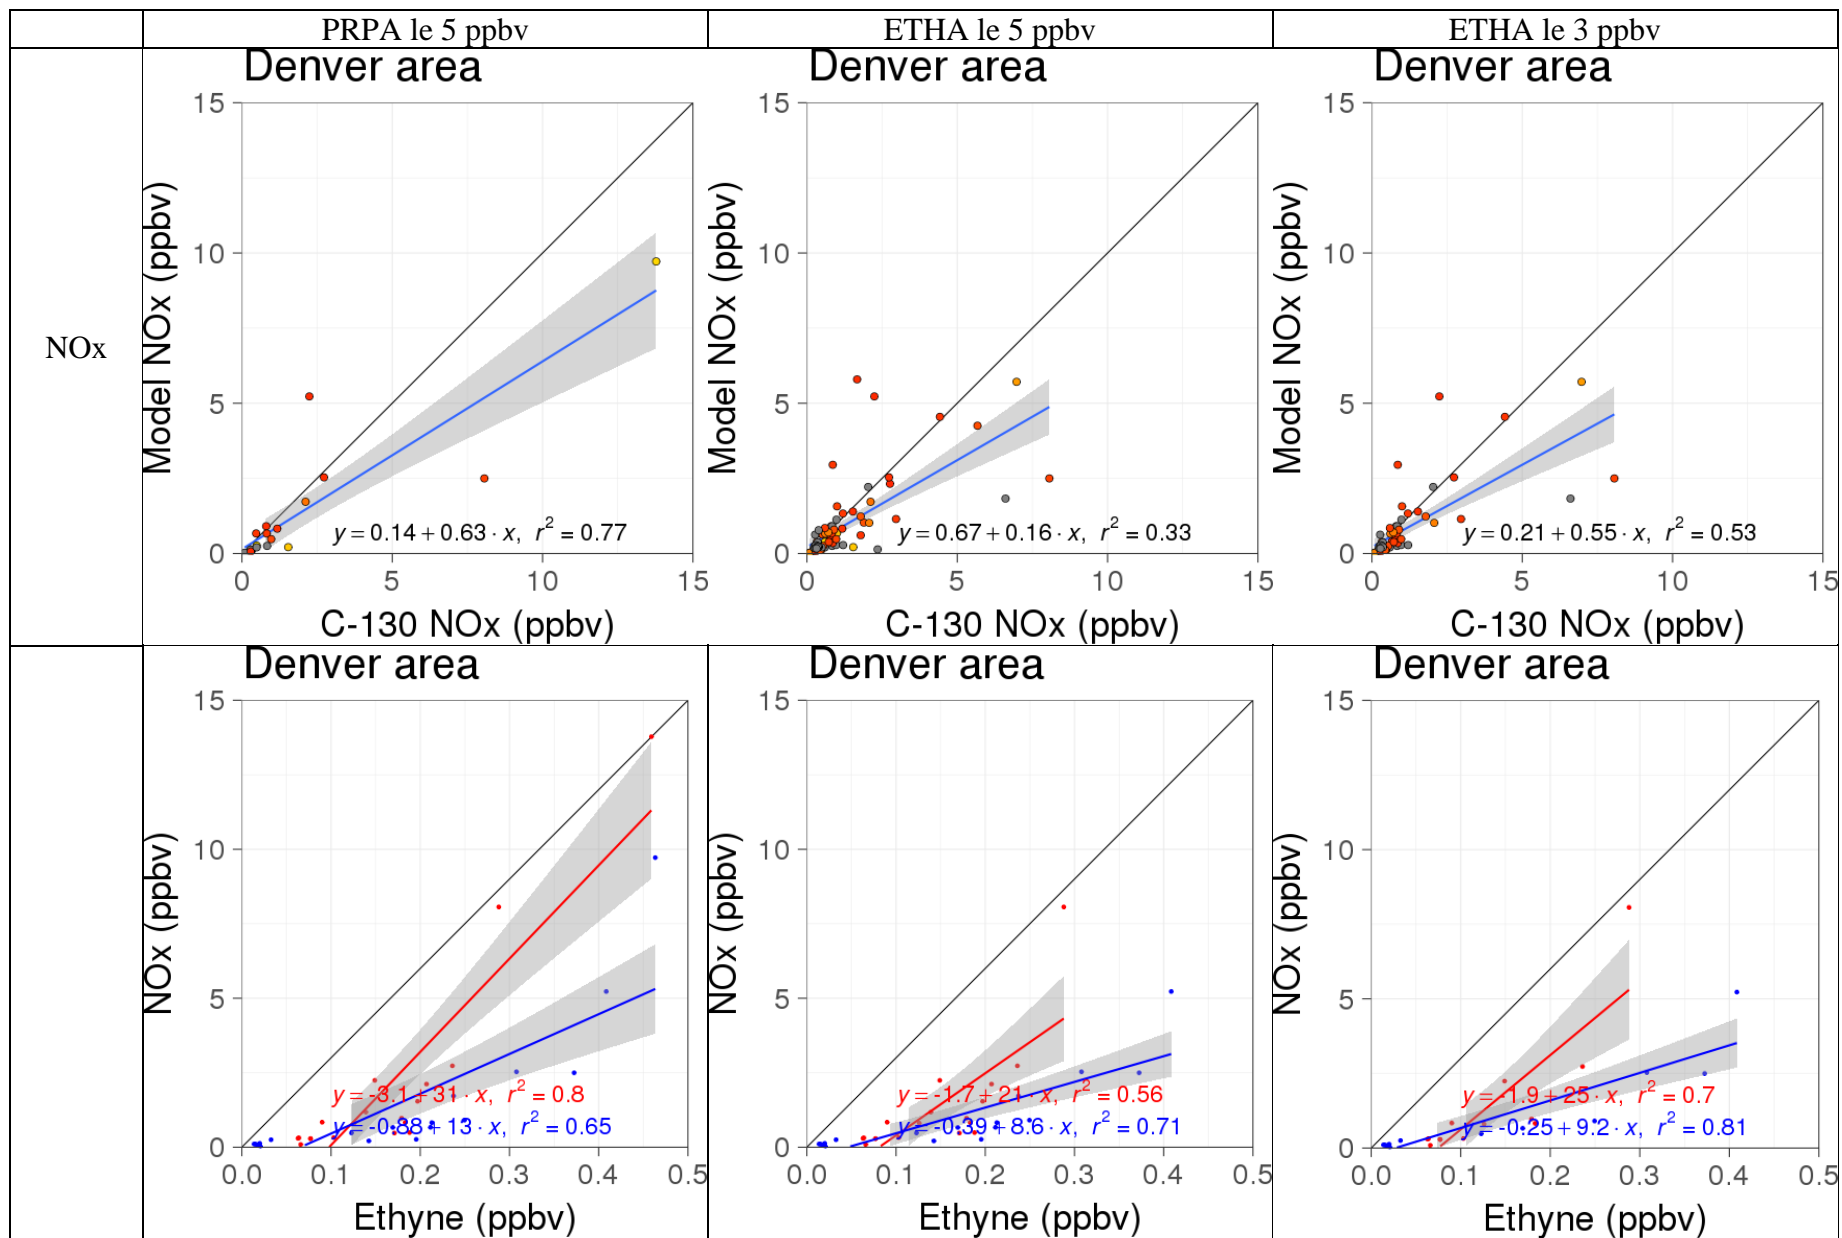 PRPA le 5 ppbv
ETHA le 5 ppbv
ETHA le 3 ppbv
NOx
Denver area
15
10
5
0
Model NOx (ppbv)
y = 0.14 + 0.63 · x, r² = 0.77
0 5 10 15
C-130 NOx (ppbv)
Denver area
15
10
5
0
Model NOx (ppbv)
y = 0.67 + 0.16 · x, r² = 0.33
0 5 10 15
C-130 NOx (ppbv)
Denver area
15
10
5
0
Model NOx (ppbv)
y = 0.21 + 0.55 · x, r² = 0.53
0 5 10 15
C-130 NOx (ppbv)
Denver area
15
10
5
0
NOx (ppbv)
y = -3.1 + 31 · x, r² = 0.8
y = -0.88 + 13 · x, r² = 0.65
0.0 0.1 0.2 0.3 0.4 0.5
Ethyne (ppbv)
Denver area
15
10
5
0
NOx (ppbv)
y = -1.7 + 21 · x, r² = 0.56
y = -0.39 + 8.6 · x, r² = 0.71
0.0 0.1 0.2 0.3 0.4 0.5
Ethyne (ppbv)
Denver area
15
10
5
0
NOx (ppbv)
y = -1.9 + 25 · x, r² = 0.7
y = -0.25 + 9.2 · x, r² = 0.81
0.0 0.1 0.2 0.3 0.4 0.5
Ethyne (ppbv)